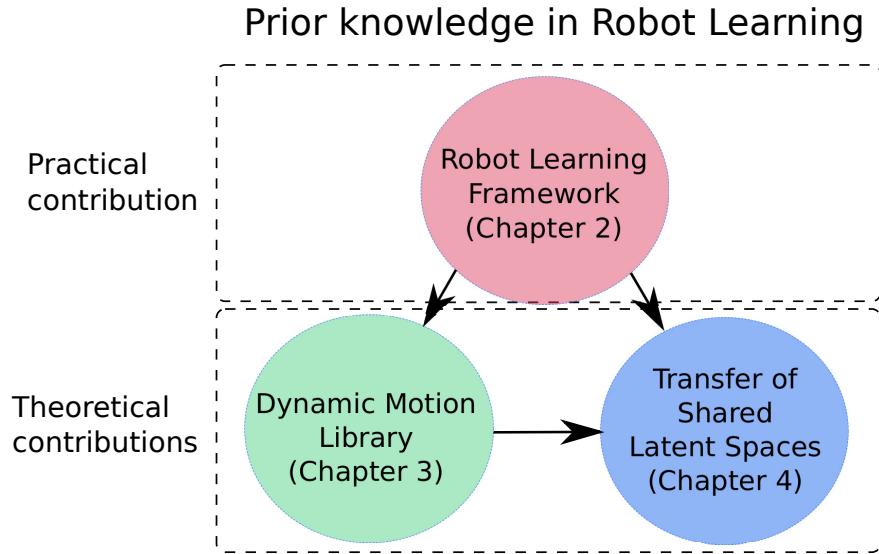 Prior knowledge in Robot Learning
Practical
contribution
Robot Learning
Framework
(Chapter 2)
Theoretical
contributions
Dynamic Motion
Library
(Chapter 3)
Transfer of
Shared
Latent Spaces
(Chapter 4)